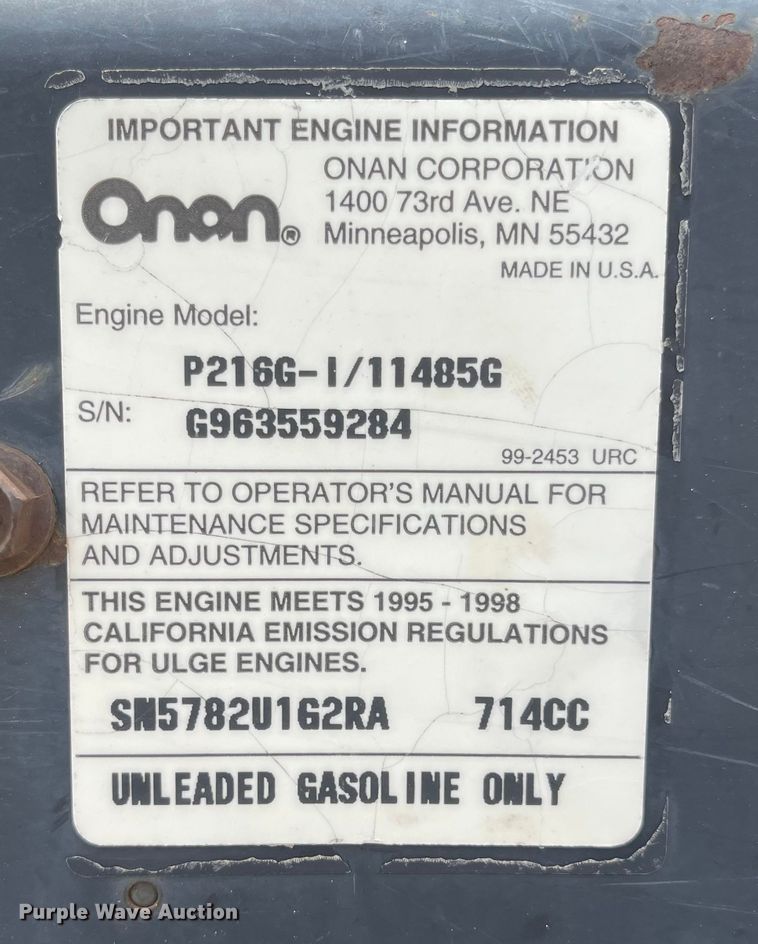 IMPORTANT ENGINE INFORMATION
Onan®
ONAN CORPORATION
1400 73rd Ave. NE
Minneapolis, MN 55432
MADE IN U.S.A.
Engine Model:
P216G-I/11485G
S/N: G963559284
99-2453 URC
REFER TO OPERATOR'S MANUAL FOR
MAINTENANCE SPECIFICATIONS
AND ADJUSTMENTS.
THIS ENGINE MEETS 1995 - 1998
CALIFORNIA EMISSION REGULATIONS
FOR ULGE ENGINES.
SN5782U1G2RA 714CC
UNLEADED GASOLINE ONLY
Purple Wave Auction